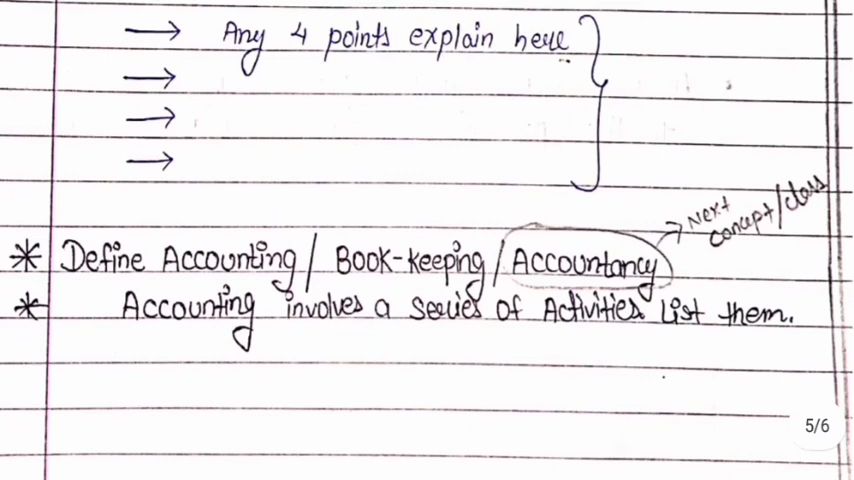 → Any 4 points explain here
→
→
→
Next
concept/class
* Define Accounting / Book-keeping / Accountancy
* Accounting involves a series of Activities List them.
5/6